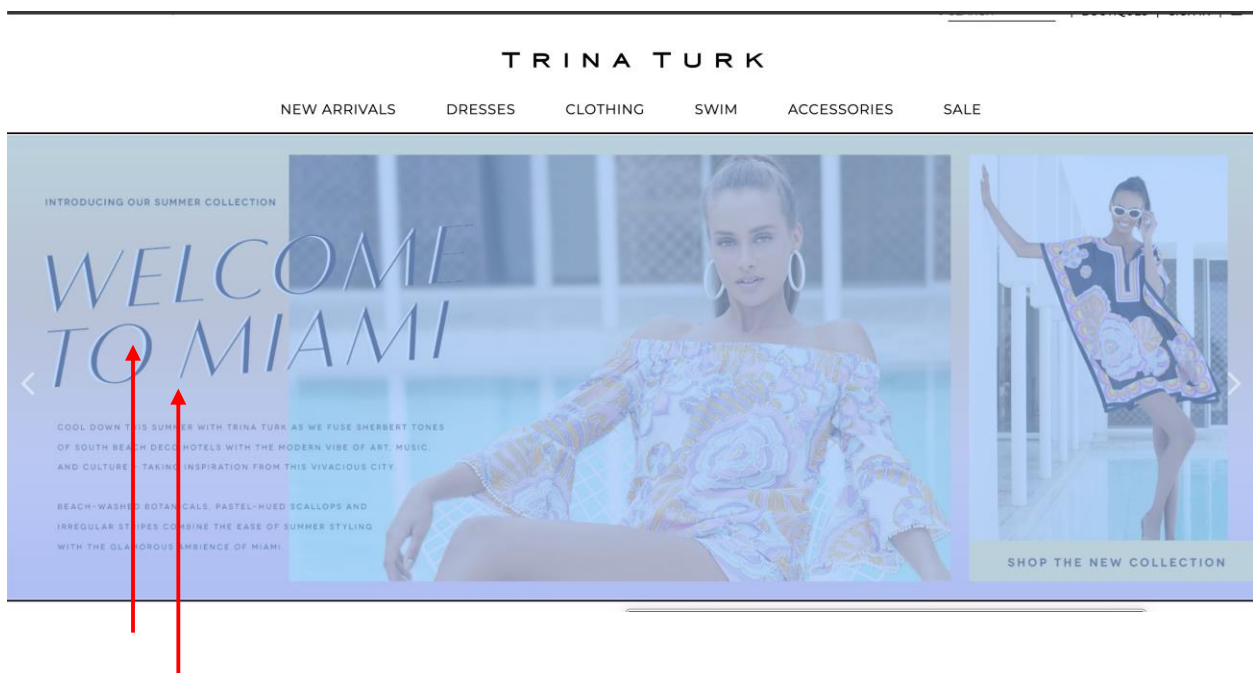 TRINA TURK
NEW ARRIVALS DRESSES CLOTHING SWIM ACCESSORIES SALE
INTRODUCING OUR SUMMER COLLECTION
WELCOME
TO MIAMI
COOL DOWN THIS SUMMER WITH TRINA TURK AS WE FUSE SHERBERT TONES
OF SOUTH BEACH DECO HOTELS WITH THE MODERN VIBE OF ART, MUSIC,
AND CULTURE - TAKING INSPIRATION FROM THIS VIVACIOUS CITY.
BEACH-WASHED BOTANICALS, PASTEL-HUED SCALLOPS AND
IRREGULAR STRIPES COMBINE THE EASE OF SUMMER STYLING
WITH THE GLAMOROUS AMBIENCE OF MIAMI.
SHOP THE NEW COLLECTION